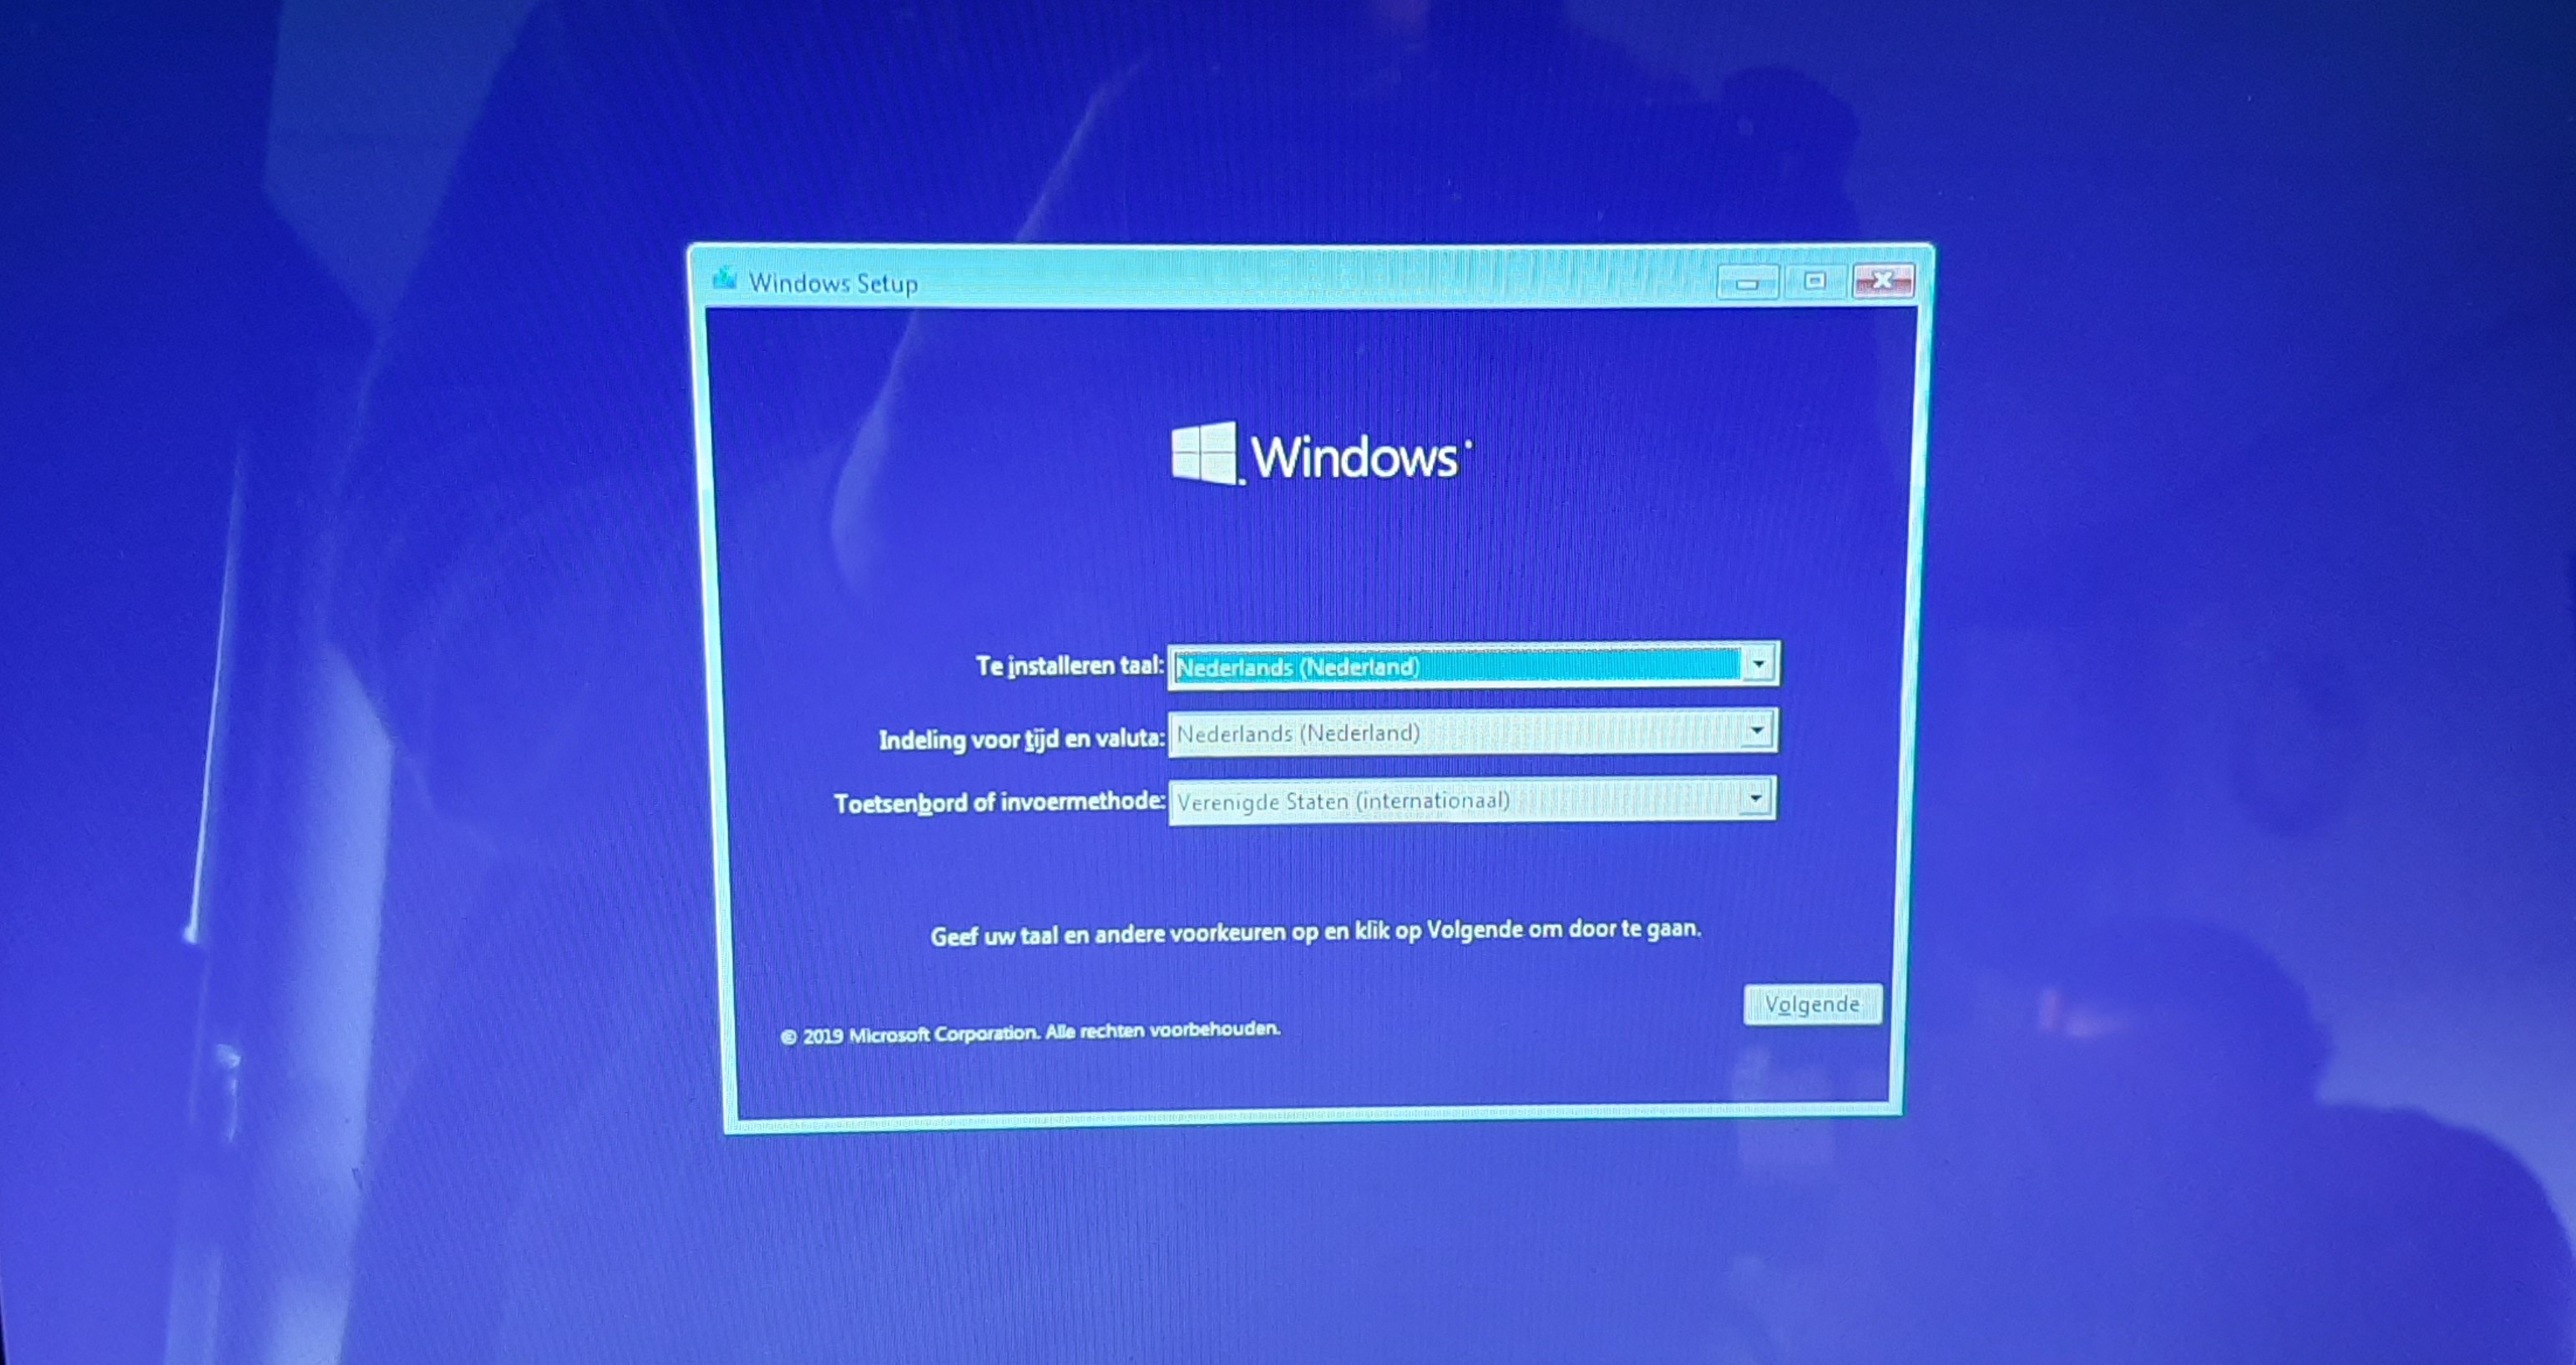 Windows Setup
Windows
Te installeren taal: Nederlands (Nederland)
Indeling voor tijd en valuta: Nederlands (Nederland)
Toetsenbord of invoermethode: Verenigde Staten (internationaal)
Geef uw taal en andere voorkeuren op en klik op Volgende om door te gaan.
Volgende
© 2019 Microsoft Corporation. Alle rechten voorbehouden.